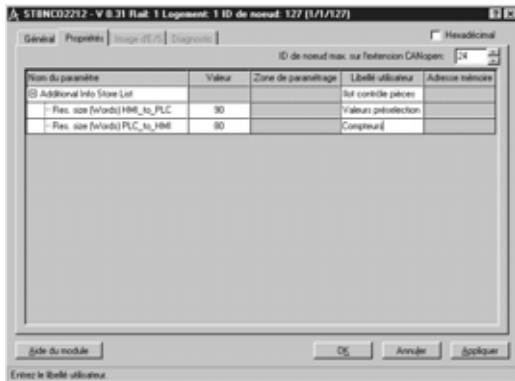 STBNCO2212 - V 0.31 Rail: 1 Logement: 1 ID de noeud: 127 (1/1/127)
Général Propriétés Image d'E/S Diagnostic
Hexadécimal
ID de noeud max. sur l'extension CANopen: 24
Nom du paramètre Valeur Zone de paramétrage Libellé utilisateur Adresse mémoire
Additional Info Store List Ilot contrôle pièces
Res. size (Words) HMI_to_PLC 90 Valeurs présélection
Res. size (Words) PLC_to_HMI 80 Compteurs
Aide du module OK Annuler Appliquer
Entrez le libellé utilisateur.